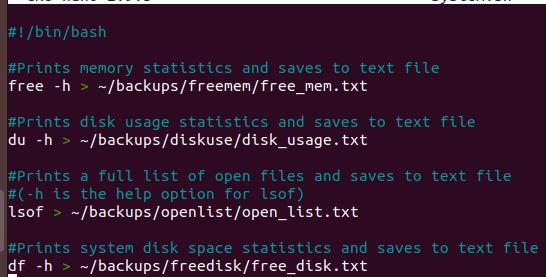 #!/bin/bash
#Prints memory statistics and saves to text file
free -h > ~/backups/freemem/free_mem.txt
#Prints disk usage statistics and saves to text file
du -h > ~/backups/diskuse/disk_usage.txt
#Prints a full list of open files and saves to text file
#(-h is the help option for lsof)
lsof > ~/backups/openlist/open_list.txt
#Prints system disk space statistics and saves to text file
df -h > ~/backups/freedisk/free_disk.txt